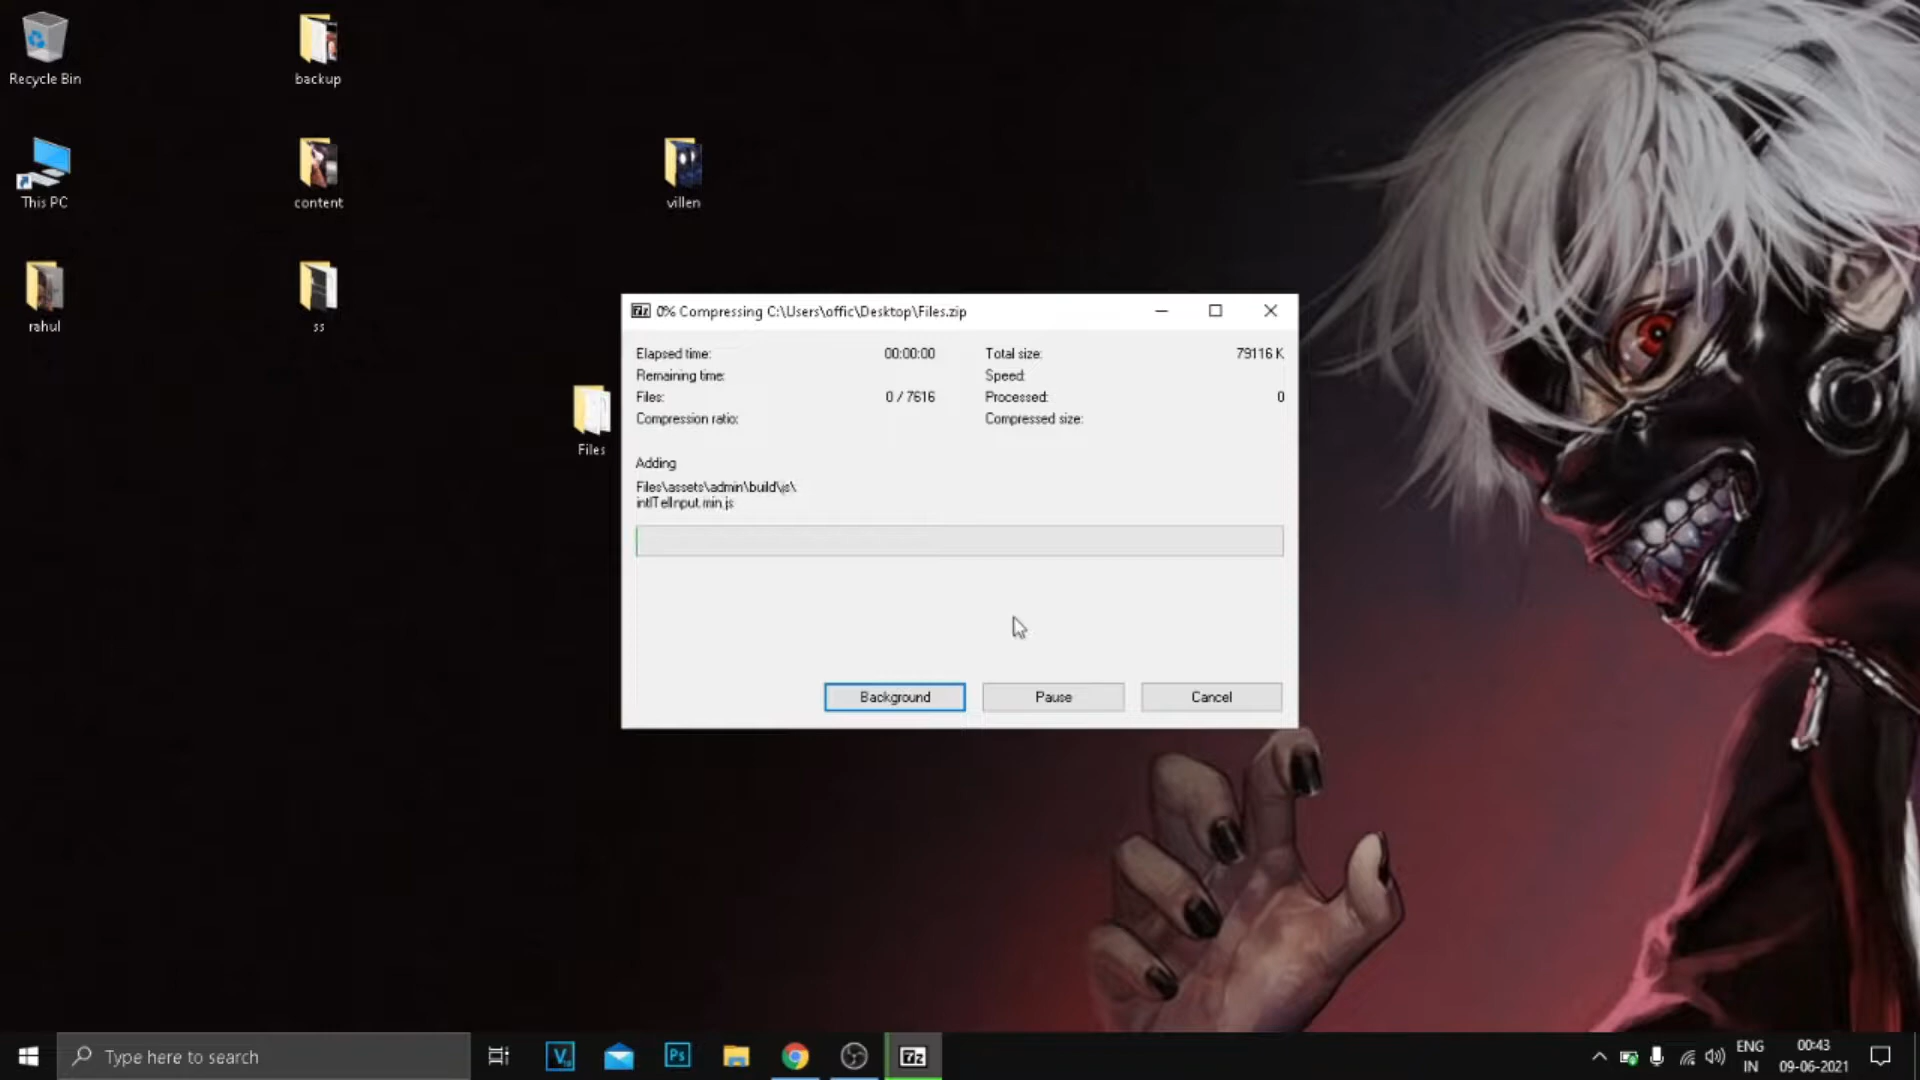 Recycle Bin
backup
This PC
content
villen
rahul
ss
Files
7z 0% Compressing C:\Users\offic\Desktop\Files.zip
Elapsed time: 00:00:00
Total size: 79116 K
Remaining time:
Speed:
Files: 0 / 7616
Processed: 0
Compression ratio:
Compressed size:
Adding
Files\assets\admin\build\js\
intlTelInput.min.js
Background
Pause
Cancel
Type here to search
Ps
7z
ENG
IN
00:43
09-06-2021